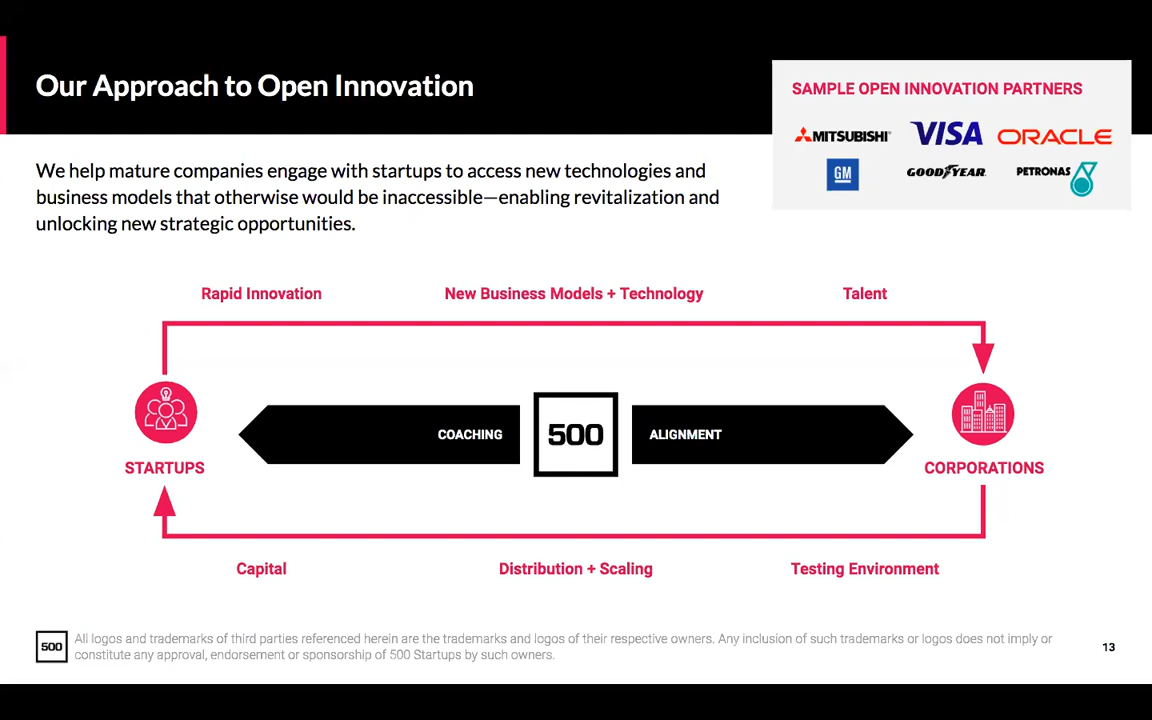 Our Approach to Open Innovation
SAMPLE OPEN INNOVATION PARTNERS
MITSUBISHI VISA ORACLE
GM GOODYEAR PETRONAS
We help mature companies engage with startups to access new technologies and
business models that otherwise would be inaccessible—enabling revitalization and
unlocking new strategic opportunities.
Rapid Innovation New Business Models + Technology Talent
COACHING 500 ALIGNMENT
STARTUPS CORPORATIONS
Capital Distribution + Scaling Testing Environment
500
All logos and trademarks of third parties referenced herein are the trademarks and logos of their respective owners. Any inclusion of such trademarks or logos does not imply or
constitute any approval, endorsement or sponsorship of 500 Startups by such owners.
13